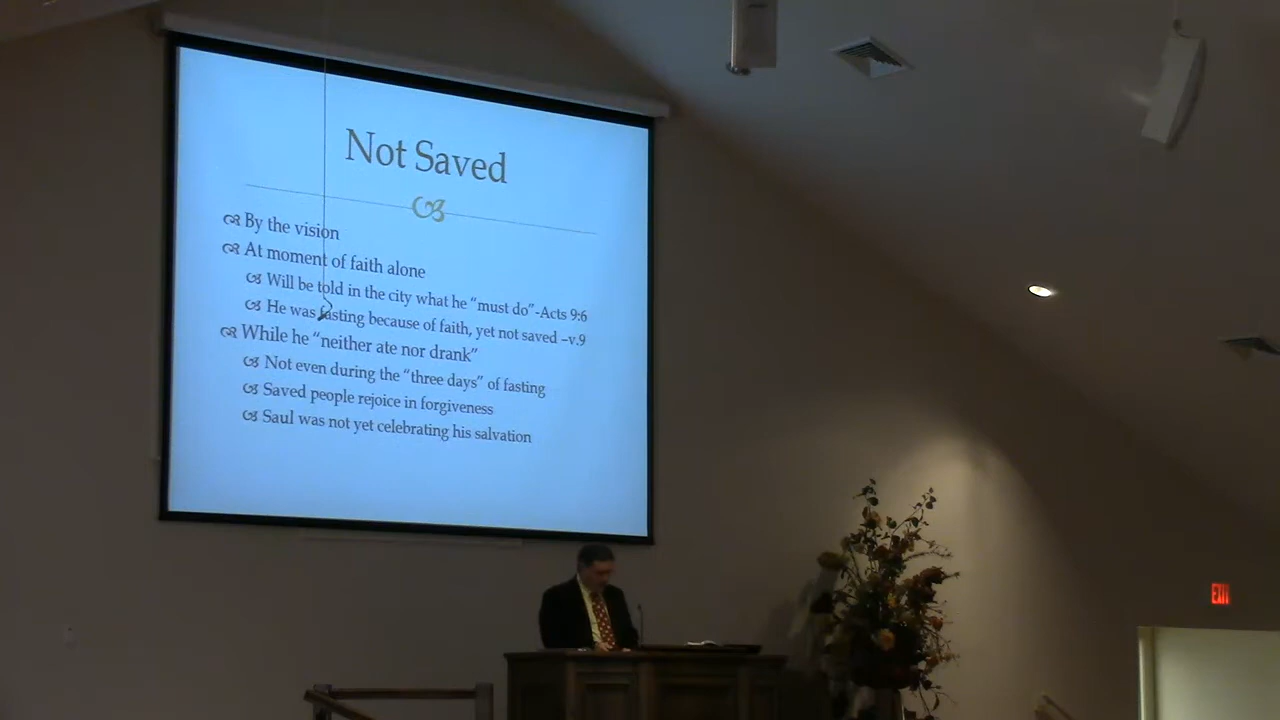 Not Saved
By the vision
At moment of faith alone
Will be told in the city what he “must do”-Acts 9:6
He was fasting because of faith, yet not saved –v.9
While he “neither ate nor drank”
Not even during the “three days” of fasting
Saved people rejoice in forgiveness
Saul was not yet celebrating his salvation
EXIT